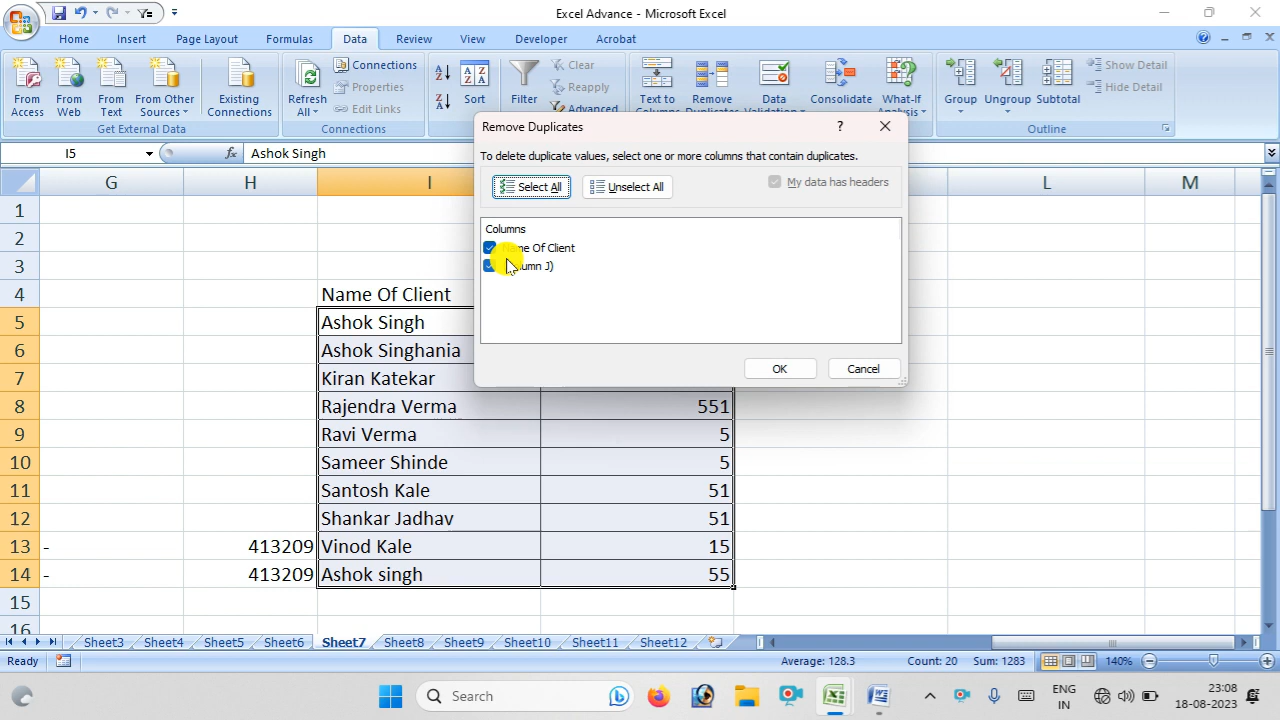 Excel Advance - Microsoft Excel
Home Insert Page Layout Formulas Data Review View Developer Acrobat
From Access
From Web
From Text
From Other Sources
Existing Connections
Get External Data
Refresh All
Connections
Properties
Edit Links
Connections
Sort
Filter
Clear
Reapply
Advanced
Text to Columns
Remove Duplicates
Data
Consolidate
What-If Analysis
Group
Ungroup
Subtotal
Show Detail
Hide Detail
Outline
I5 fx Ashok Singh
G H I L M
Remove Duplicates ?
To delete duplicate values, select one or more columns that contain duplicates.
Select All Unselect All My data has headers
Columns
Name Of Client
J)
OK Cancel
1
2
3
4 Name Of Client
5 Ashok Singh
6 Ashok Singhania
7 Kiran Katekar
8 Rajendra Verma 551
9 Ravi Verma 5
10 Sameer Shinde 5
11 Santosh Kale 51
12 Shankar Jadhav 51
13 - 413209 Vinod Kale 15
14 - 413209 Ashok singh 55
15
16
Sheet3 Sheet4 Sheet5 Sheet6 Sheet7 Sheet8 Sheet9 Sheet10 Sheet11 Sheet12
Ready Average: 128.3 Count: 20 Sum: 1283 140%
Search ENG IN 23:08 18-08-2023